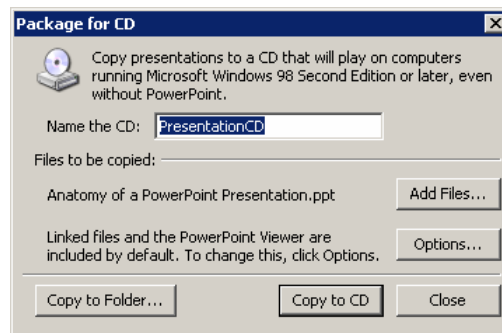 Package for CD
Copy presentations to a CD that will play on computers
running Microsoft Windows 98 Second Edition or later, even
without PowerPoint.
Name the CD: PresentationCD
Files to be copied:
Anatomy of a PowerPoint Presentation.ppt
Add Files...
Linked files and the PowerPoint Viewer are
included by default. To change this, click Options.
Options...
Copy to Folder... Copy to CD Close